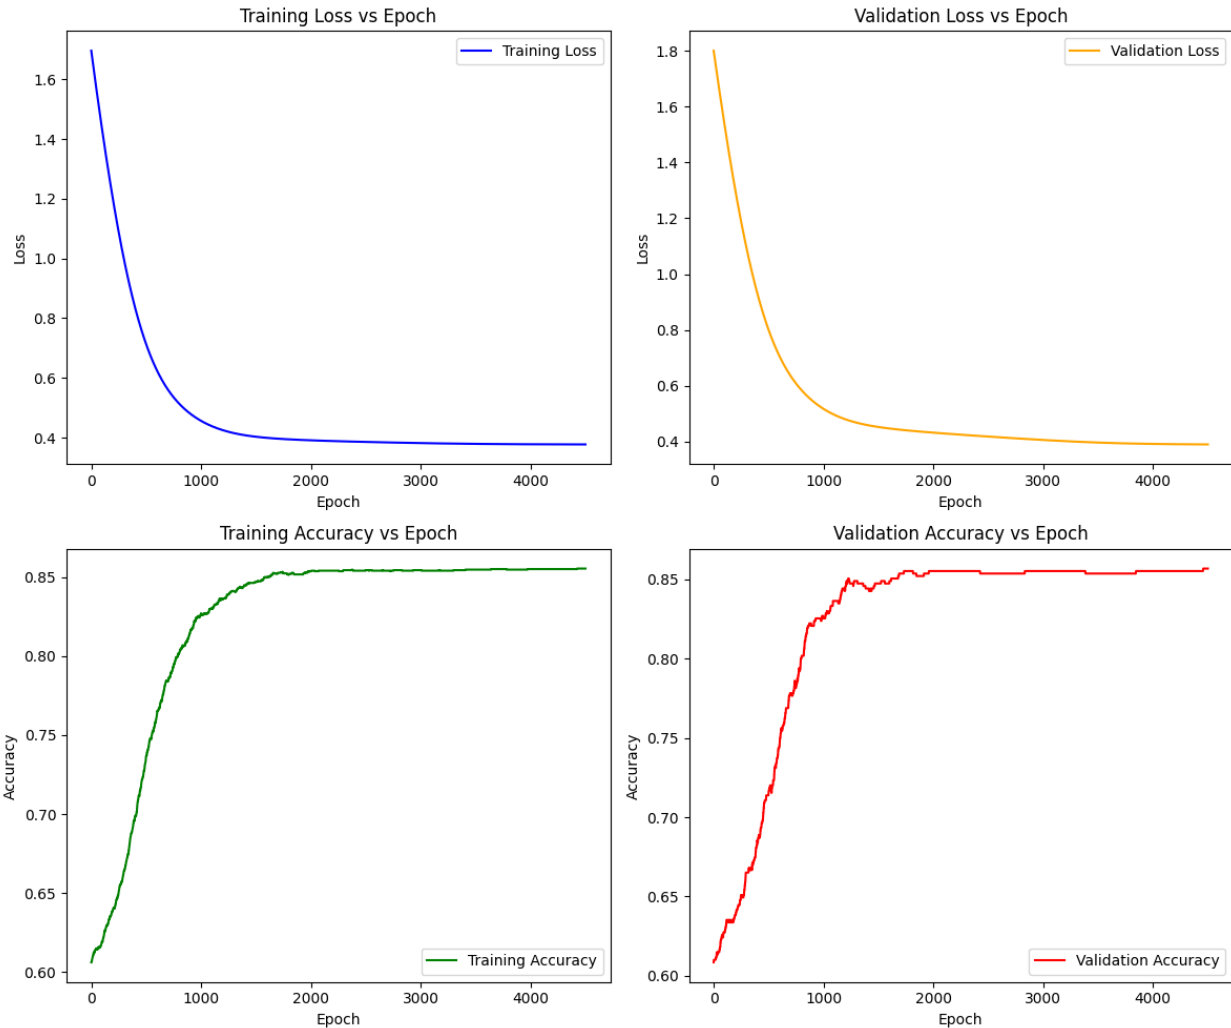 Training Loss vs Epoch
Training Loss
1.6
1.4
1.2
1.0
0.8
0.6
0.4
Loss
0
1000
2000
3000
4000
Epoch
Validation Loss vs Epoch
Validation Loss
1.8
1.6
1.4
1.2
1.0
0.8
0.6
0.4
Loss
0
1000
2000
3000
4000
Epoch
Training Accuracy vs Epoch
0.85
0.80
0.75
0.70
0.65
0.60
Accuracy
Training Accuracy
0
1000
2000
3000
4000
Epoch
Validation Accuracy vs Epoch
0.85
0.80
0.75
0.70
0.65
0.60
Accuracy
Validation Accuracy
0
1000
2000
3000
4000
Epoch